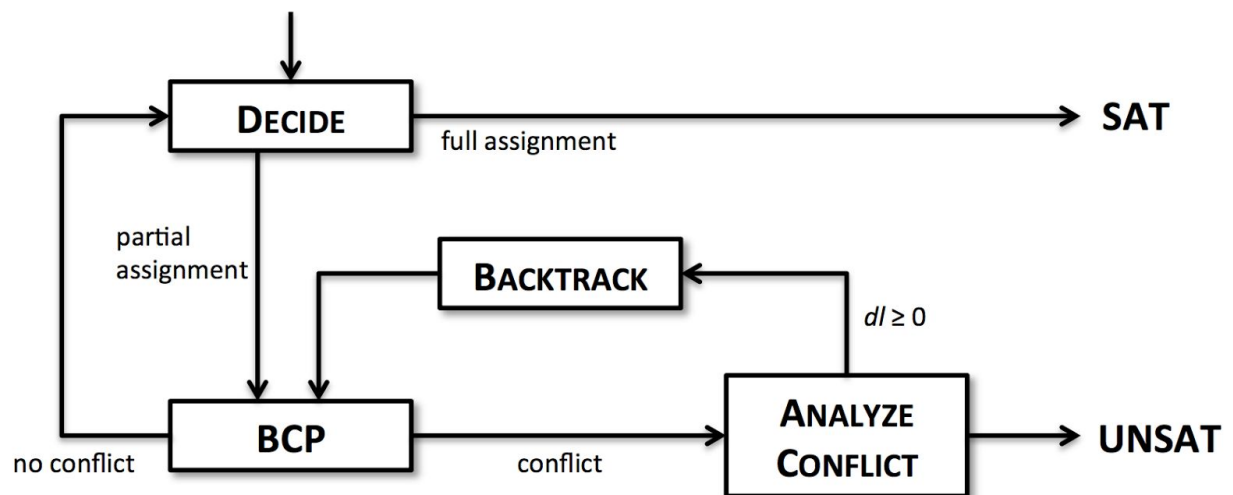 DECIDE
SAT
full assignment
partial
assignment
BACKTRACK
dl ≥ 0
ANALYZE
CONFLICT
BCP
UNSAT
no conflict
conflict